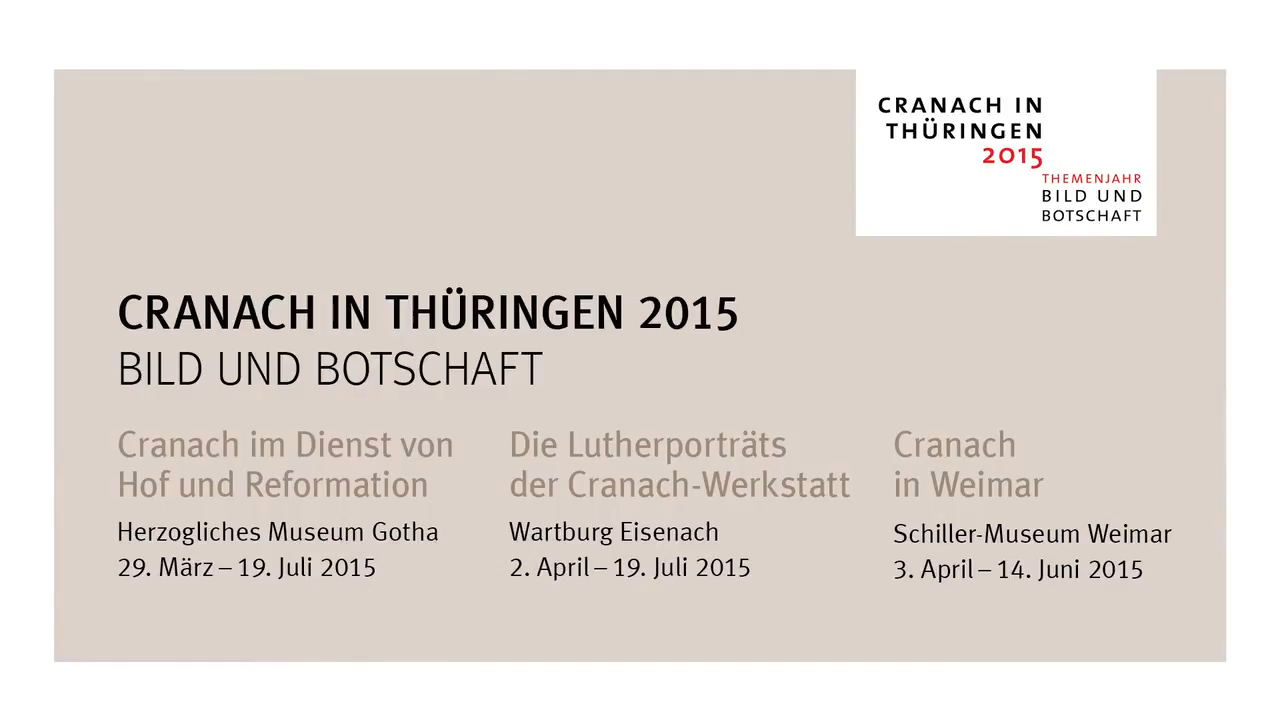 CRANACH IN
THÜRINGEN
2015
THEMENJAHR
BILD UND
BOTSCHAFT
CRANACH IN THÜRINGEN 2015
BILD UND BOTSCHAFT
Cranach im Dienst von
Hof und Reformation
Herzogliches Museum Gotha
29. März – 19. Juli 2015
Die Lutherporträts
der Cranach-Werkstatt
Wartburg Eisenach
2. April – 19. Juli 2015
Cranach
in Weimar
Schiller-Museum Weimar
3. April – 14. Juni 2015